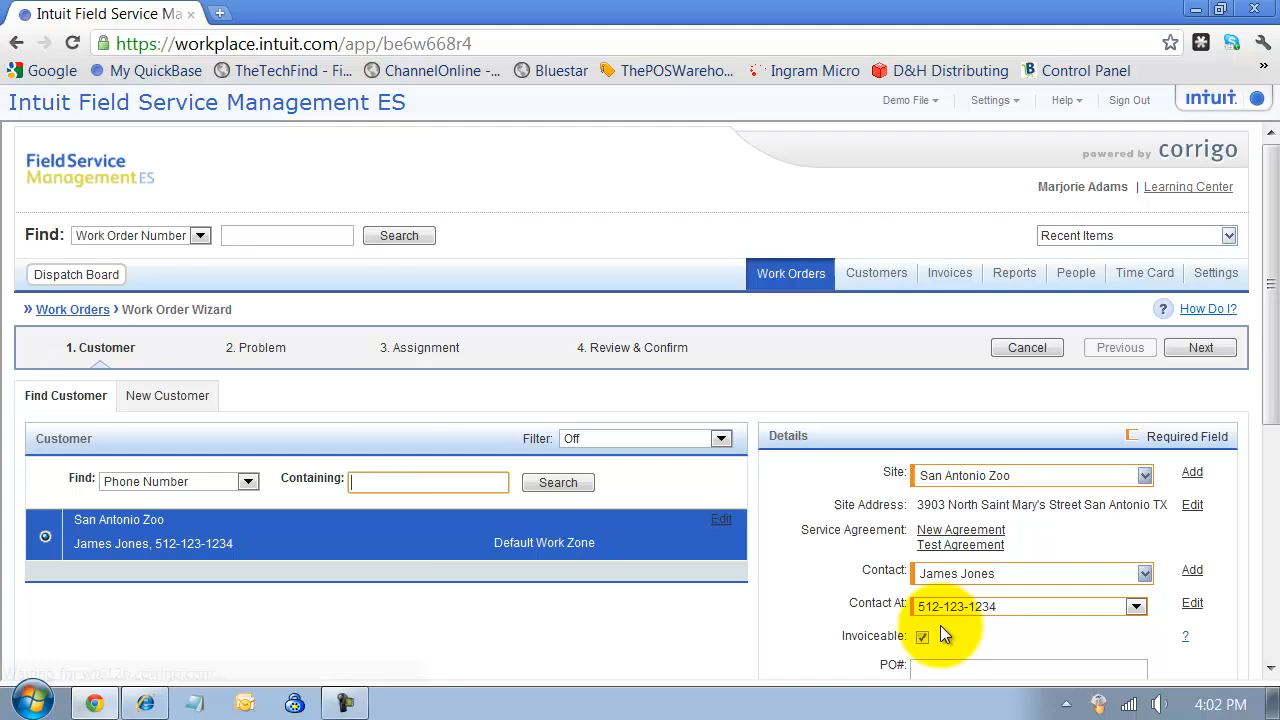 Intuit Field Service Ma
https://workplace.intuit.com/app/be6w668r4
Google My QuickBase TheTechFind - Fi... ChannelOnline -... Bluestar ThePOSWareho... Ingram Micro D&H Distributing Control Panel »
Intuit Field Service Management ES
Demo File Settings Help Sign Out intuit
FieldService
Management ES
powered by corrigo
Marjorie Adams | Learning Center
Find: Work Order Number Search Recent Items
Dispatch Board Work Orders Customers Invoices Reports People Time Card Settings
» Work Orders › Work Order Wizard ? How Do I?
1. Customer 2. Problem 3. Assignment 4. Review & Confirm Cancel Previous Next
Find Customer New Customer
Customer Filter: Off
Details Required Field
Find: Phone Number Containing: Search
San Antonio Zoo Edit
James Jones, 512-123-1234 Default Work Zone
Site: San Antonio Zoo Add
Site Address: 3903 North Saint Mary's Street San Antonio TX Edit
Service Agreement: New Agreement
Test Agreement
Contact: James Jones Add
Contact At: 512-123-1234 Edit
Invoiceable: ?
PO#:
4:02 PM